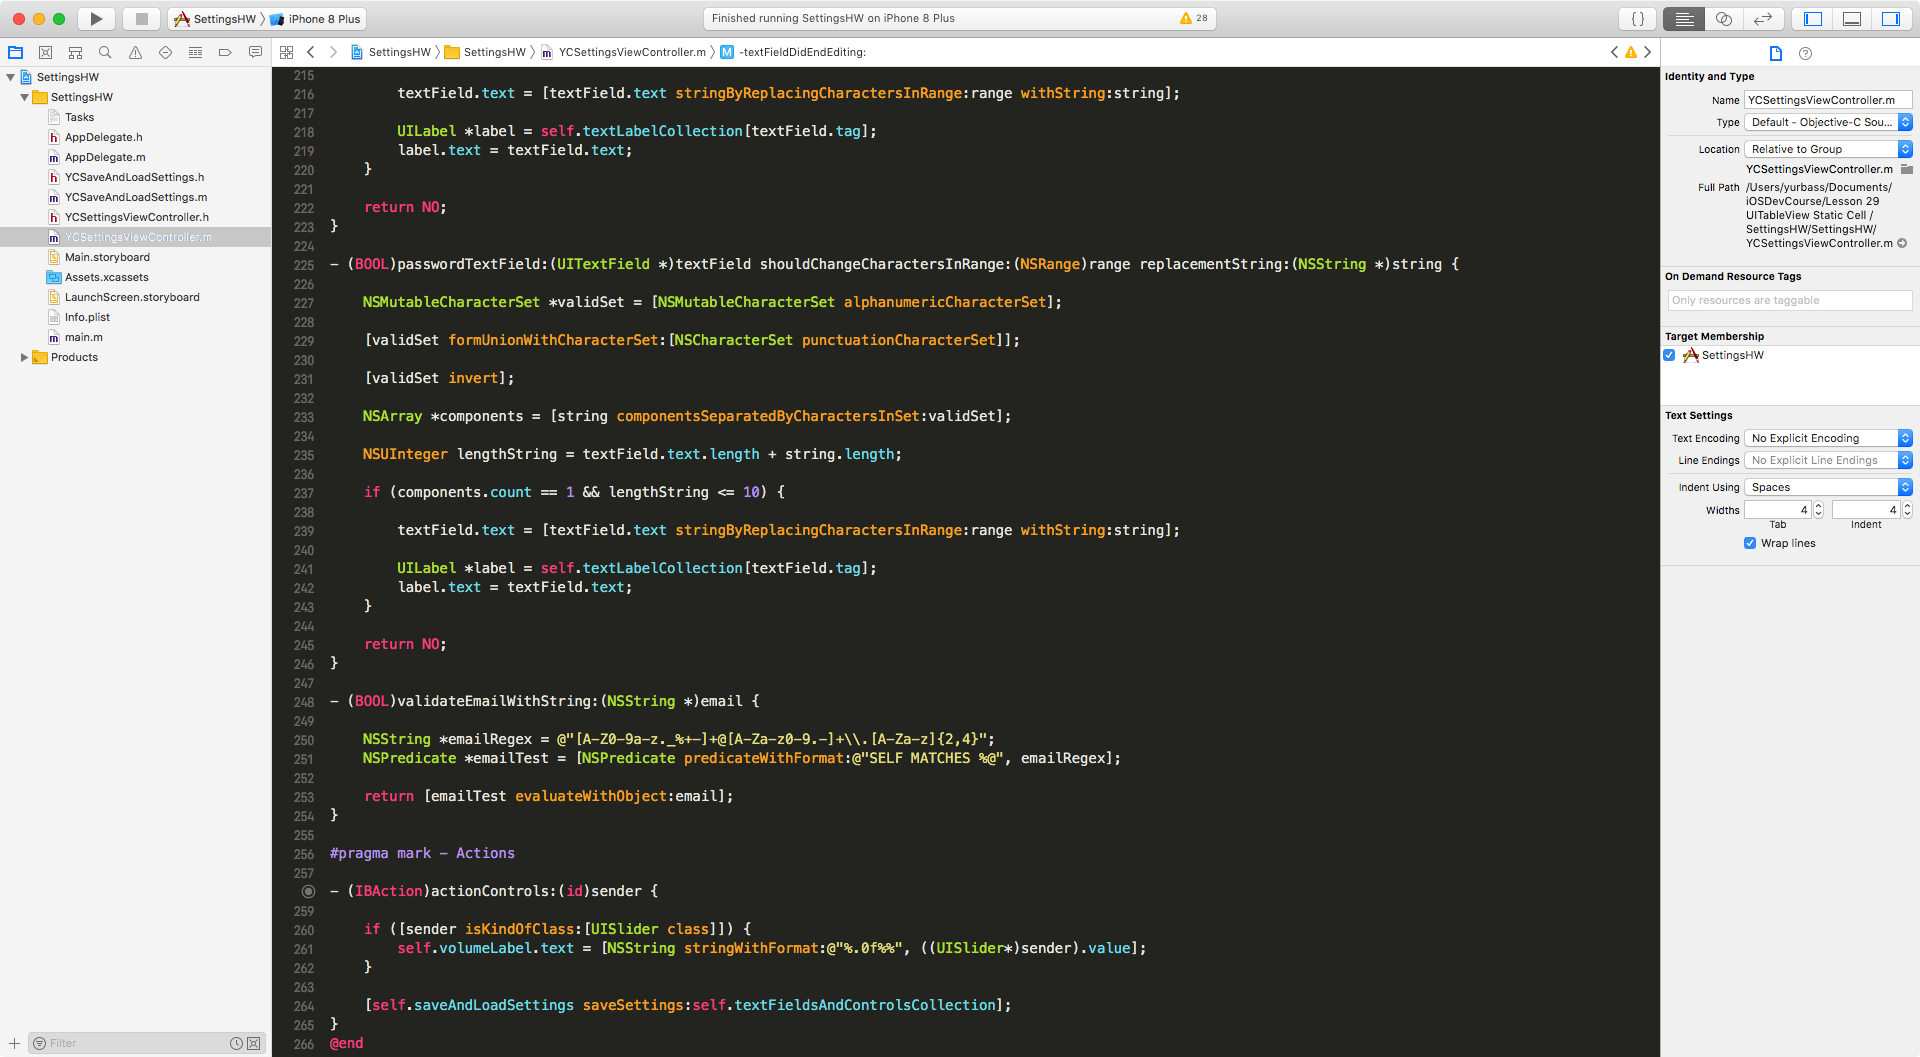 SettingsHW
iPhone 8 Plus
Finished running SettingsHW on iPhone 8 Plus
28
{}
SettingsHW
SettingsHW
YCSettingsViewController.m
M
-textFieldDidEndEditing:
SettingsHW
SettingsHW
Tasks
AppDelegate.h
AppDelegate.m
YCSaveAndLoadSettings.h
YCSaveAndLoadSettings.m
YCSettingsViewController.h
YCSettingsViewController.m
Main.storyboard
Assets.xcassets
LaunchScreen.storyboard
Info.plist
main.m
Products
Filter
215
216 textField.text = [textField.text stringByReplacingCharactersInRange:range withString:string];
217
218 UILabel *label = self.textLabelCollection[textField.tag];
219 label.text = textField.text;
220 }
221
222 return NO;
223 }
224
225 - (BOOL)passwordTextField:(UITextField *)textField shouldChangeCharactersInRange:(NSRange)range replacementString:(NSString *)string {
226
227 NSMutableCharacterSet *validSet = [NSMutableCharacterSet alphanumericCharacterSet];
228
229 [validSet formUnionWithCharacterSet:[NSCharacterSet punctuationCharacterSet]];
230
231 [validSet invert];
232
233 NSArray *components = [string componentsSeparatedByCharactersInSet:validSet];
234
235 NSUInteger lengthString = textField.text.length + string.length;
236
237 if (components.count == 1 && lengthString <= 10) {
238
239 textField.text = [textField.text stringByReplacingCharactersInRange:range withString:string];
240
241 UILabel *label = self.textLabelCollection[textField.tag];
242 label.text = textField.text;
243 }
244
245 return NO;
246 }
247
248 - (BOOL)validateEmailWithString:(NSString *)email {
249
250 NSString *emailRegex = @"[A-Z0-9a-z._%+-]+@[A-Za-z0-9.-]+\\.[A-Za-z]{2,4}";
251 NSPredicate *emailTest = [NSPredicate predicateWithFormat:@"SELF MATCHES %@", emailRegex];
252
253 return [emailTest evaluateWithObject:email];
254 }
255
256 #pragma mark - Actions
257
- (IBAction)actionControls:(id)sender {
259
260 if ([sender isKindOfClass:[UISlider class]]) {
261 self.volumeLabel.text = [NSString stringWithFormat:@"%.0f%%", ((UISlider*)sender).value];
262 }
263
264 [self.saveAndLoadSettings saveSettings:self.textFieldsAndControlsCollection];
265 }
266 @end
Identity and Type
Name YCSettingsViewController.m
Type Default - Objective-C Sou...
Location Relative to Group
YCSettingsViewController.m
Full Path /Users/yurbass/Documents/
iOSDevCourse/Lesson 29
UITableView Static Cell /
SettingsHW/SettingsHW/
YCSettingsViewController.m
On Demand Resource Tags
Only resources are taggable
Target Membership
SettingsHW
Text Settings
Text Encoding No Explicit Encoding
Line Endings No Explicit Line Endings
Indent Using Spaces
Widths 4 4
Tab Indent
Wrap lines